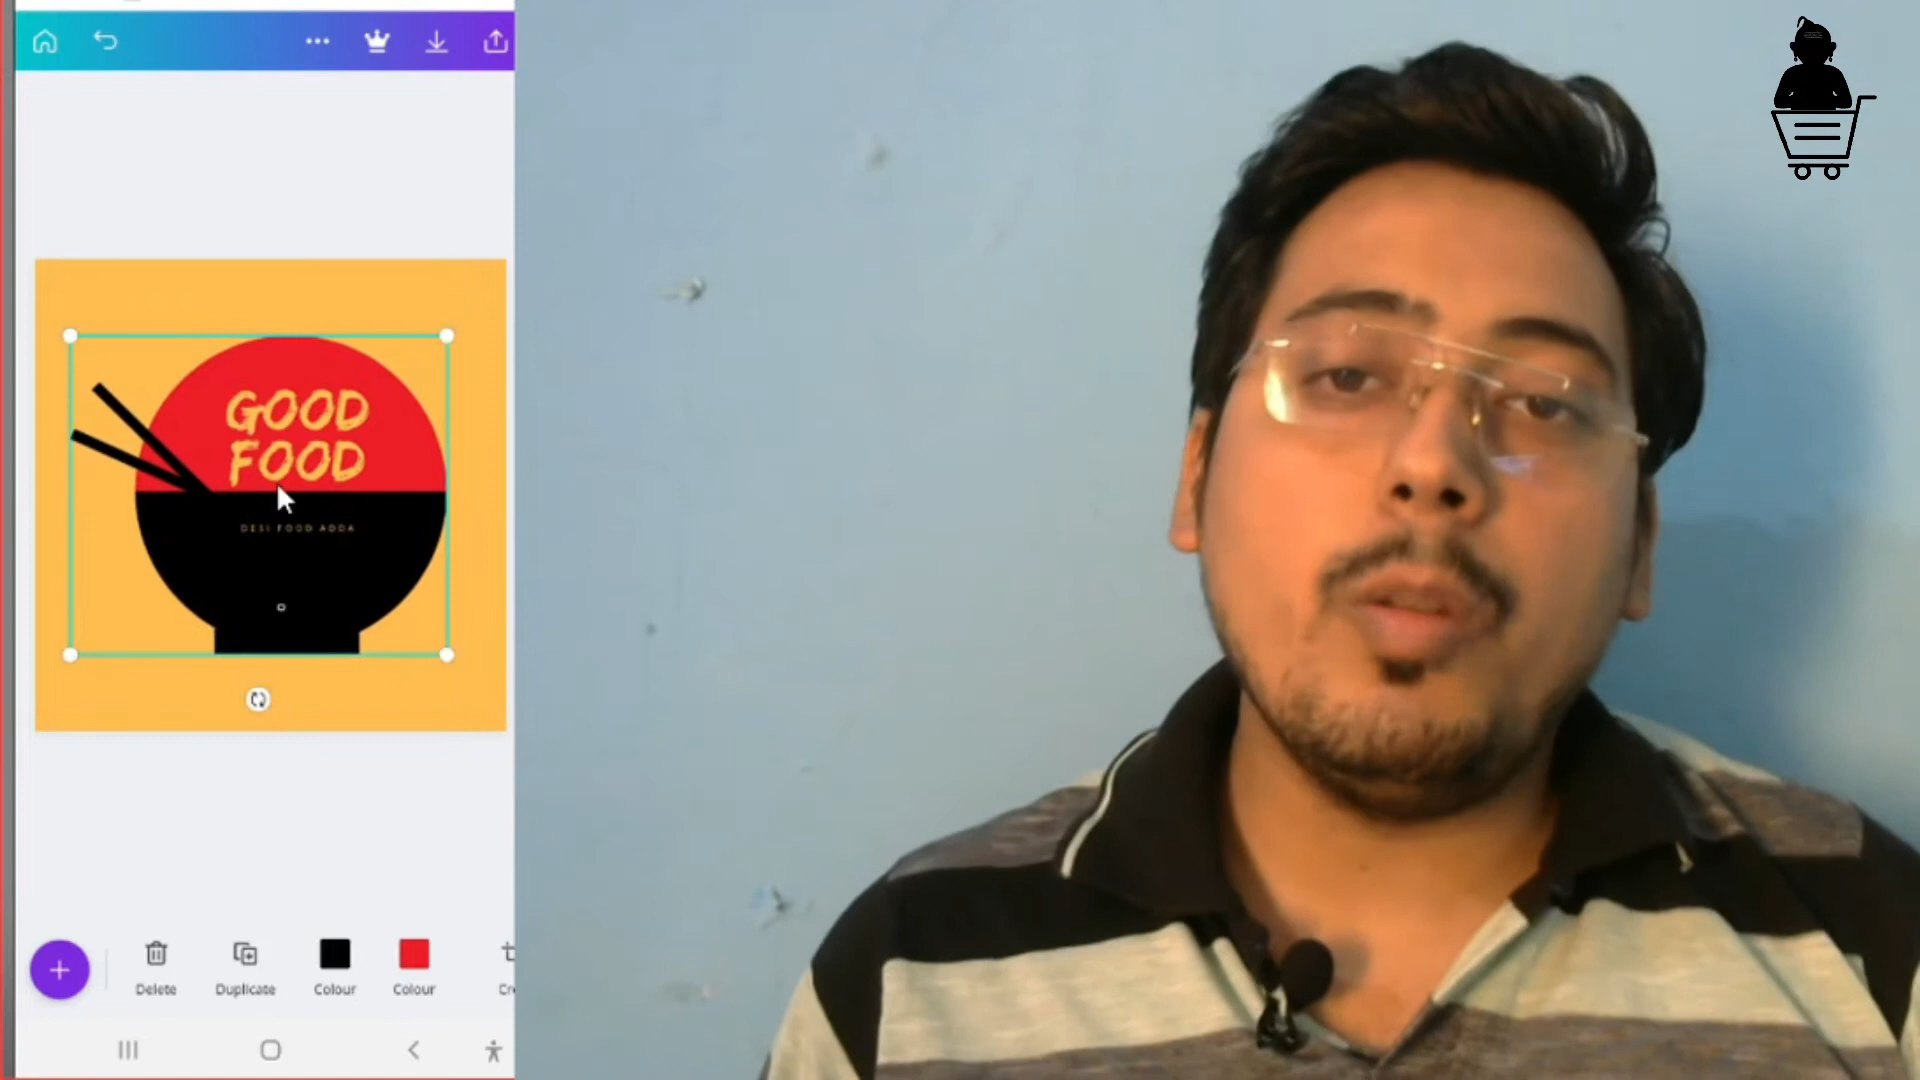 GOOD
FOOD
DESI FOOD ADDA
Delete
Duplicate
Colour
Colour